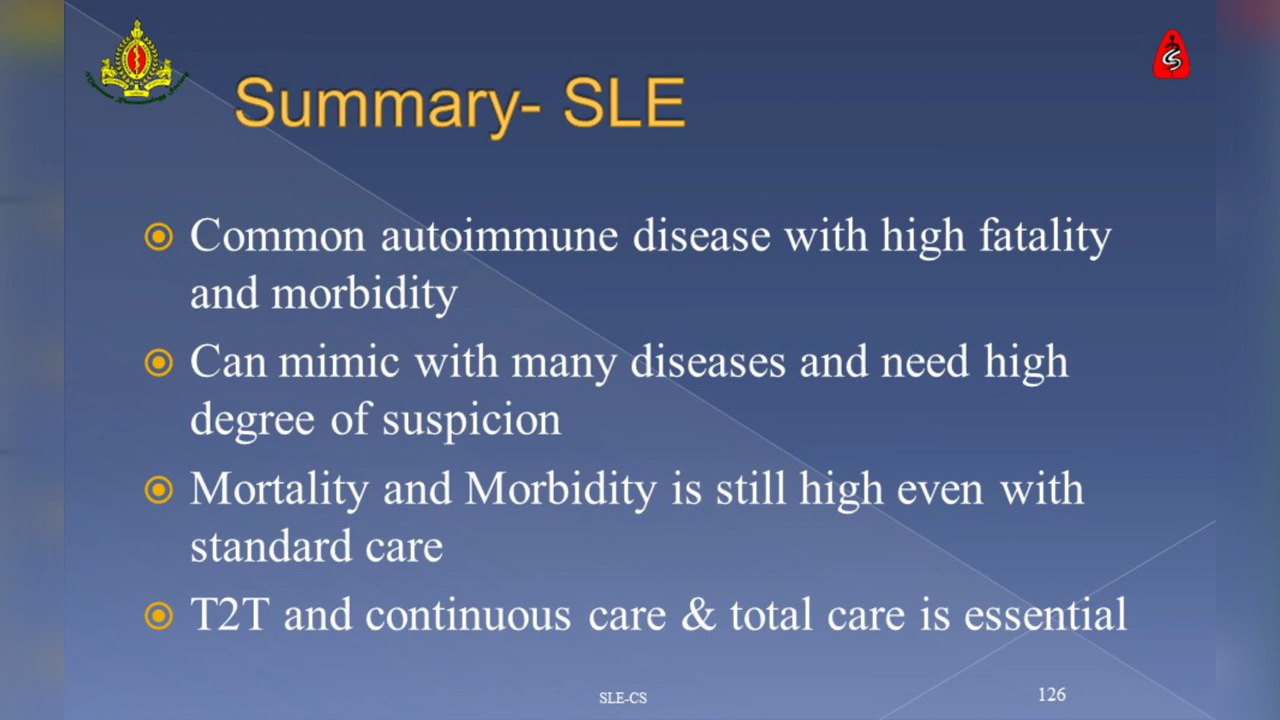 Summary- SLE
Common autoimmune disease with high fatality
and morbidity
Can mimic with many diseases and need high
degree of suspicion
Mortality and Morbidity is still high even with
standard care
T2T and continuous care & total care is essential
SLE-CS
126